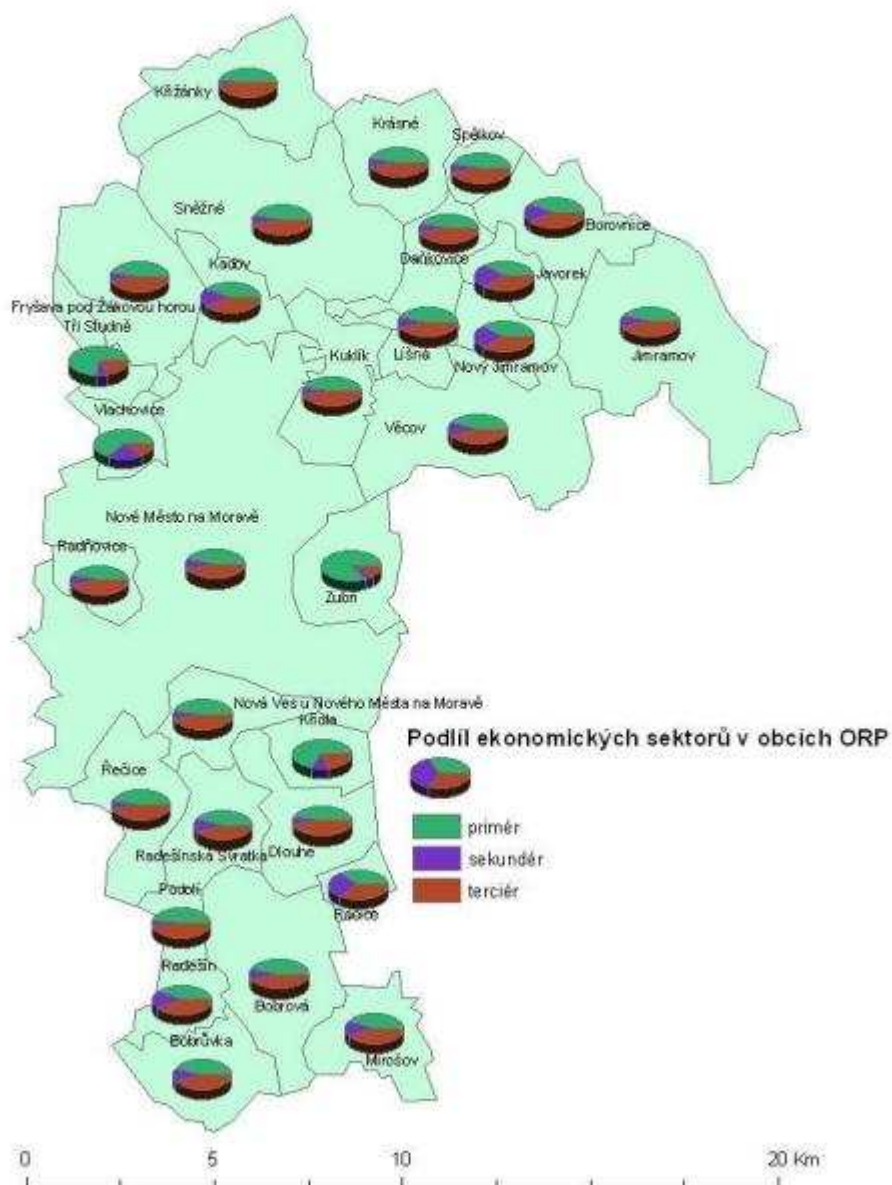 Křižánky
Krásné
Spělkov
Sněžné
Borovnice
Daňkovice
Kadov
Javorek
Fryšava pod Žákovou horou
Tři Studně
Kuklík
Líšná
Nový Jimramov
Jimramov
Vlachovice
Věcov
Nové Město na Moravě
Radňovice
Zubří
Nová Ves u Nového Města na Moravě
Křídla
Podlíl ekonomických sektorů v obcích ORP
Řečice
primér
sekundér
terciér
Radešínská Svratka
Dlouhé
Podolí
Račice
Radešín
Bobrová
Bobrůvka
Mirošov
0 5 10 20 Km